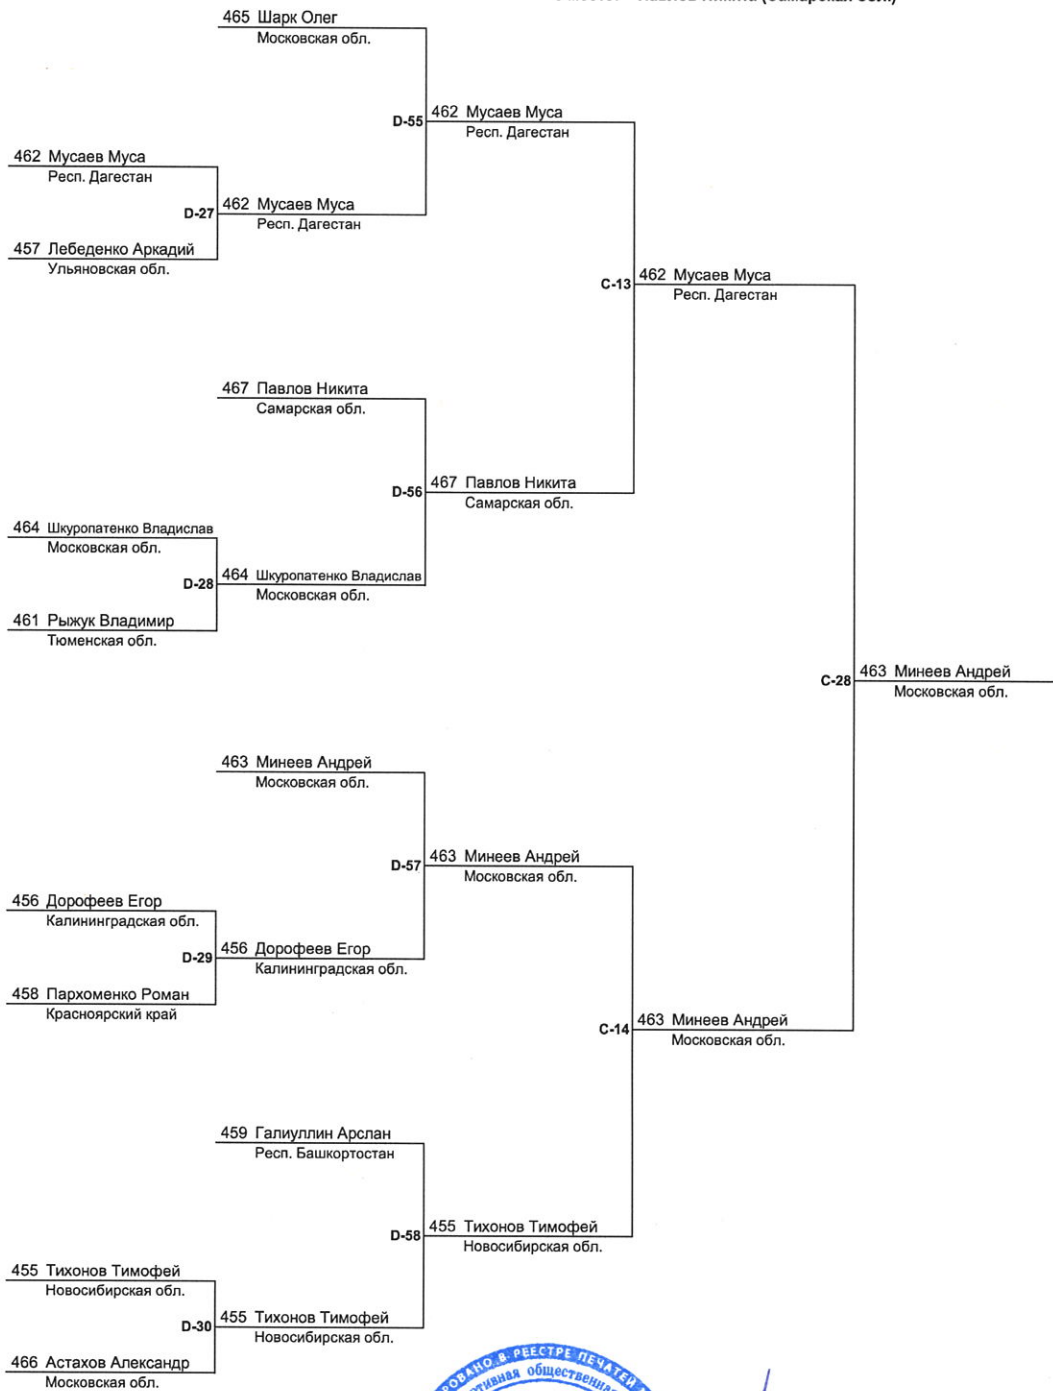 Павлов Никита (Самарская обл.)
465 Шарк Олег
Московская обл.
D-55
462 Мусаев Муса
Респ. Дагестан
462 Мусаев Муса
Респ. Дагестан
D-27
462 Мусаев Муса
Респ. Дагестан
457 Лебеденко Аркадий
Ульяновская обл.
C-13
462 Мусаев Муса
Респ. Дагестан
467 Павлов Никита
Самарская обл.
D-56
467 Павлов Никита
Самарская обл.
464 Шкуропатенко Владислав
Московская обл.
D-28
464 Шкуропатенко Владислав
Московская обл.
461 Рыжук Владимир
Тюменская обл.
C-28
463 Минеев Андрей
Московская обл.
463 Минеев Андрей
Московская обл.
D-57
463 Минеев Андрей
Московская обл.
456 Дорофеев Егор
Калининградская обл.
D-29
456 Дорофеев Егор
Калининградская обл.
458 Пархоменко Роман
Красноярский край
C-14
463 Минеев Андрей
Московская обл.
459 Галиуллин Арслан
Респ. Башкортостан
D-58
455 Тихонов Тимофей
Новосибирская обл.
455 Тихонов Тимофей
Новосибирская обл.
D-30
455 Тихонов Тимофей
Новосибирская обл.
466 Астахов Александр
Московская обл.
В РЕЕСТРЕ ПЕЧАТЕЙ